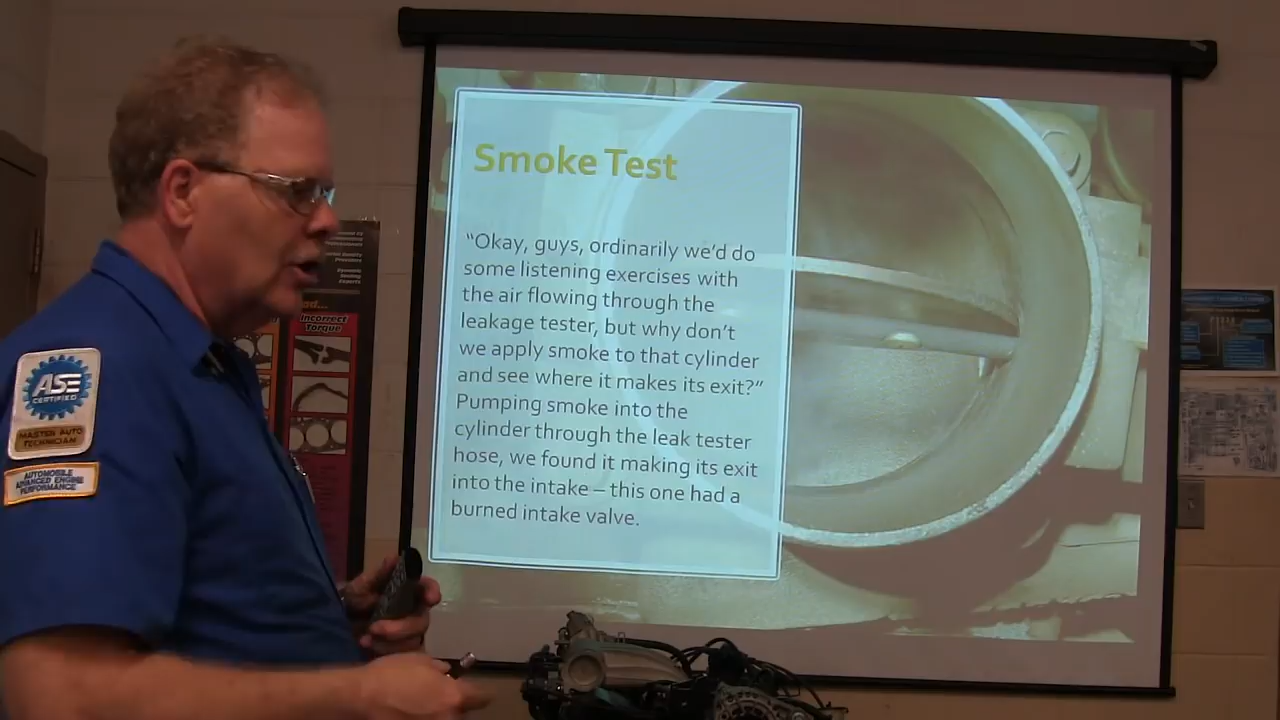 Smoke Test
“Okay, guys, ordinarily we’d do
some listening exercises with
the air flowing through the
leakage tester, but why don’t
we apply smoke to that cylinder
and see where it makes its exit?”
Pumping smoke into the
cylinder through the leak tester
hose, we found it making its exit
into the intake – this one had a
burned intake valve.
ASE
CERTIFIED
MASTER AUTO
TECHNICIAN
AUTOMOBILE
ADVANCED ENGINE
PERFORMANCE
Incorrect
Torque